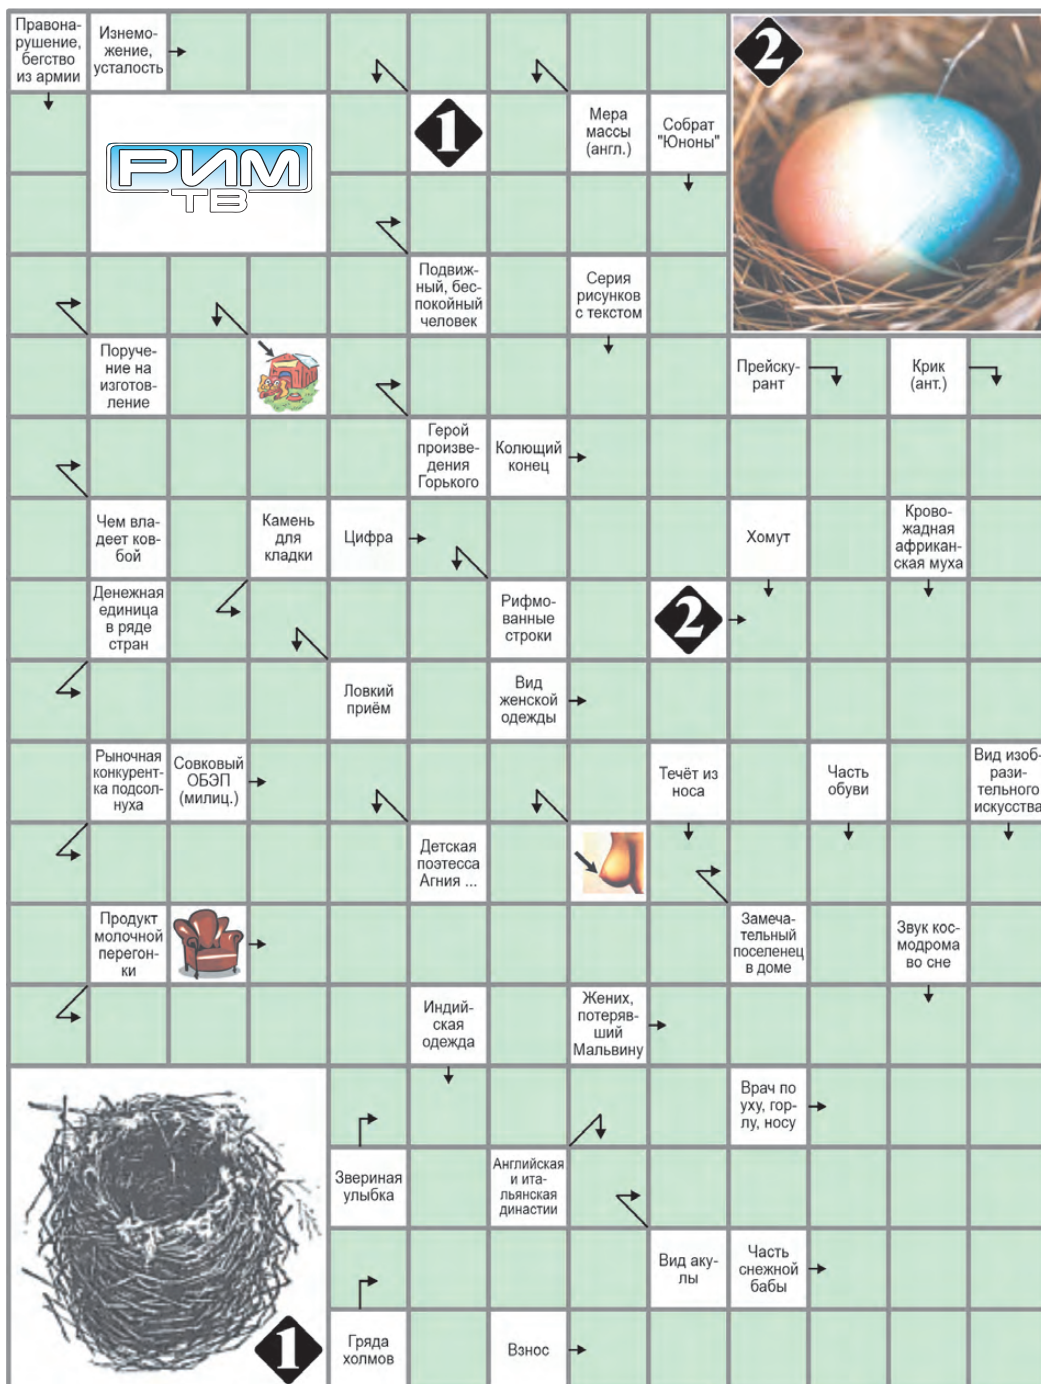 Правона-
рушение,
бегство
из армии
Изнемо-
жение,
усталость
2
РИМ
ТВ
1
Мера
массы
(англ.)
Собрат
"Юноны"
Подвиж-
ный, бес-
покойный
человек
Серия
рисунков
с текстом
Поруче-
ние на
изготов-
ление
Прейску-
рант
Крик
(ант.)
Герой
произве-
дения
Горького
Колющий
конец
Чем вла-
деет ков-
бой
Камень
для
кладки
Цифра
Хомут
Крово-
жадная
африкан-
ская муха
Денежная
единица
в ряде
стран
Рифмо-
ванные
строки
2
Ловкий
приём
Вид
женской
одежды
Рыночная
конкурент-
ка подсол-
нуха
Совковый
ОБЭП
(милиц.)
Течёт из
носа
Часть
обуви
Вид изоб-
рази-
тельного
искусства
Детская
поэтесса
Агния ...
Продукт
молочной
перегон-
ки
Замеча-
тельный
поселенец
в доме
Звук кос-
модрома
во сне
Индий-
ская
одежда
Жених,
потеряв-
ший
Мальвину
Врач по
уху, гор-
лу, носу
Звериная
улыбка
Английская
и ита-
льянская
династии
Вид аку-
лы
Часть
снежной
бабы
1
Гряда
холмов
Взнос